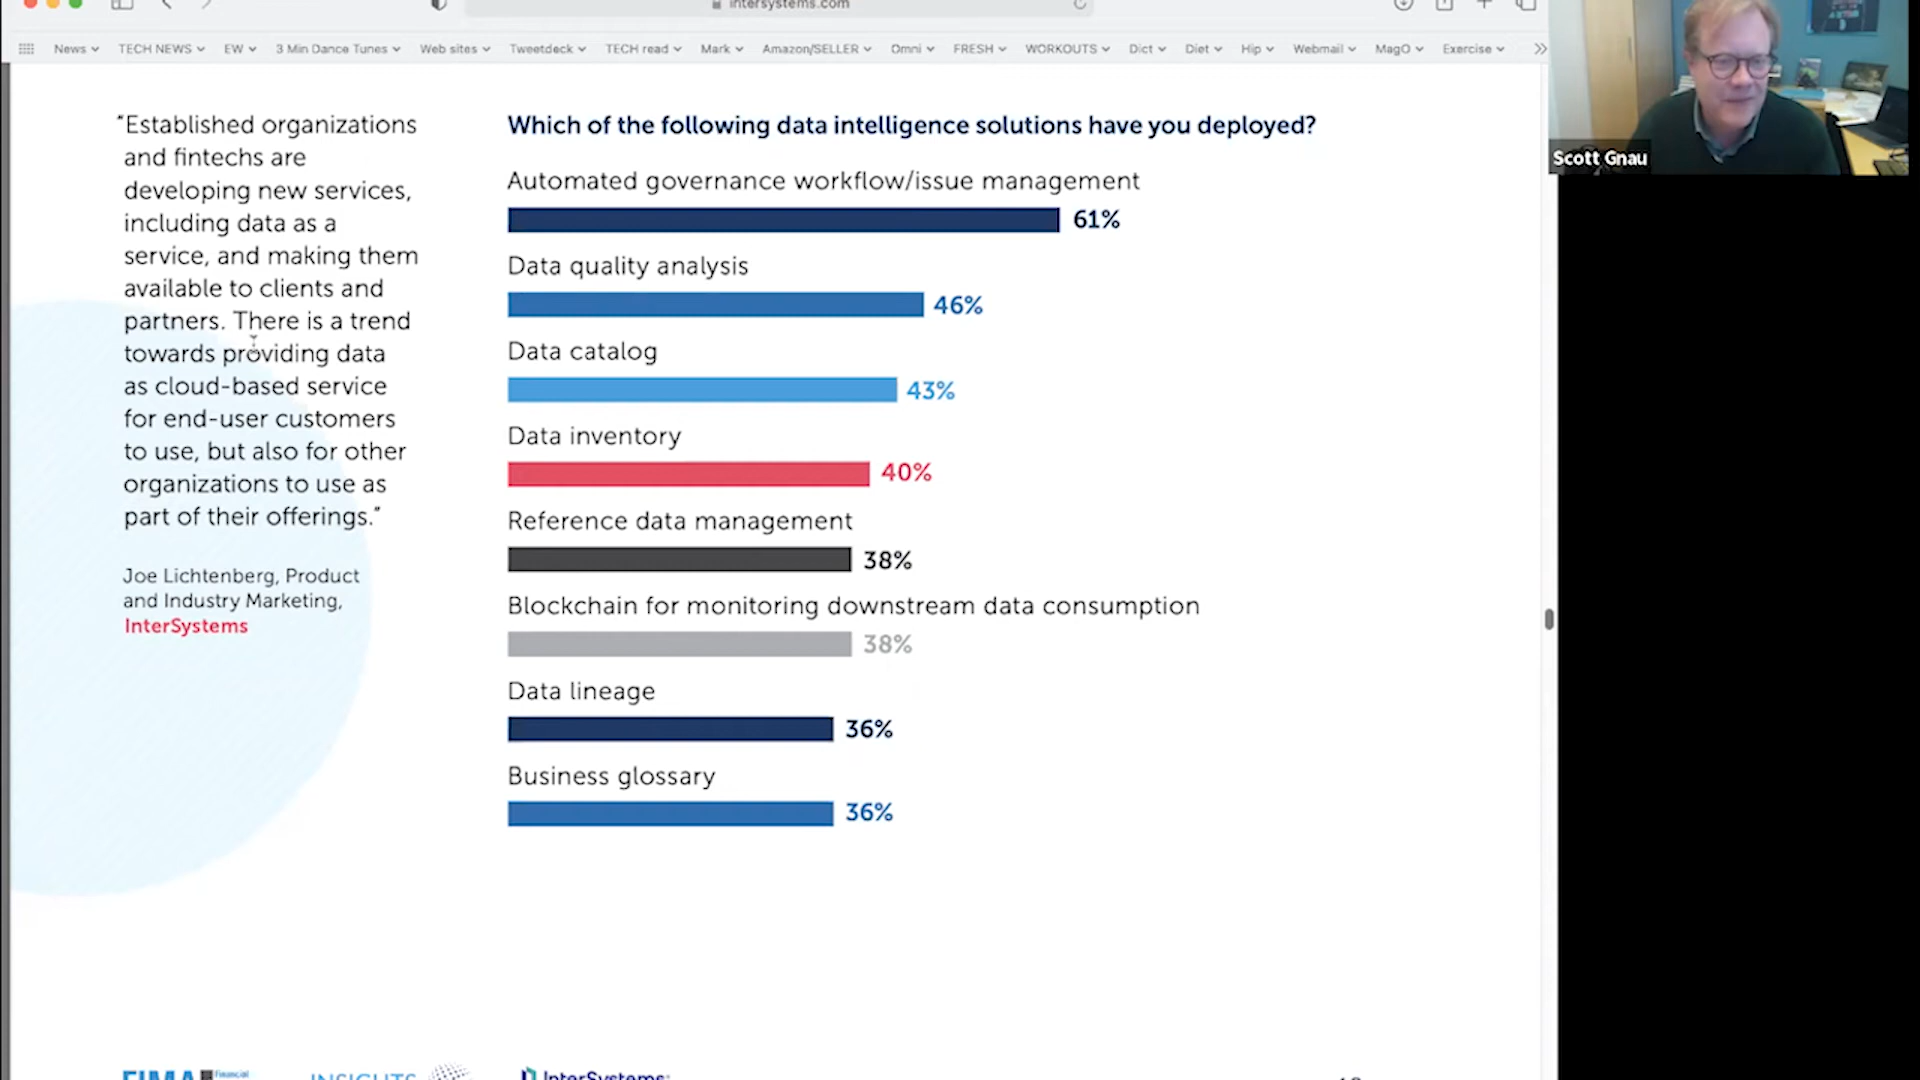 intersystems.com
News
TECH NEWS
EW
3 Min Dance Tunes
Web sites
Tweetdeck
TECH read
Mark
Amazon/SELLER
Omni
FRESH
WORKOUTS
Dict
Diet
Hip
Webmail
MagO
Exercise
“Established organizations
and fintechs are
developing new services,
including data as a
service, and making them
available to clients and
partners. There is a trend
towards providing data
as cloud-based service
for end-user customers
to use, but also for other
organizations to use as
part of their offerings.”
Joe Lichtenberg, Product
and Industry Marketing,
InterSystems
Which of the following data intelligence solutions have you deployed?
Automated governance workflow/issue management
61%
Data quality analysis
46%
Data catalog
43%
Data inventory
40%
Reference data management
38%
Blockchain for monitoring downstream data consumption
38%
Data lineage
36%
Business glossary
36%
Scott Gnau
FIMA Financial
INSIGHTS
InterSystems